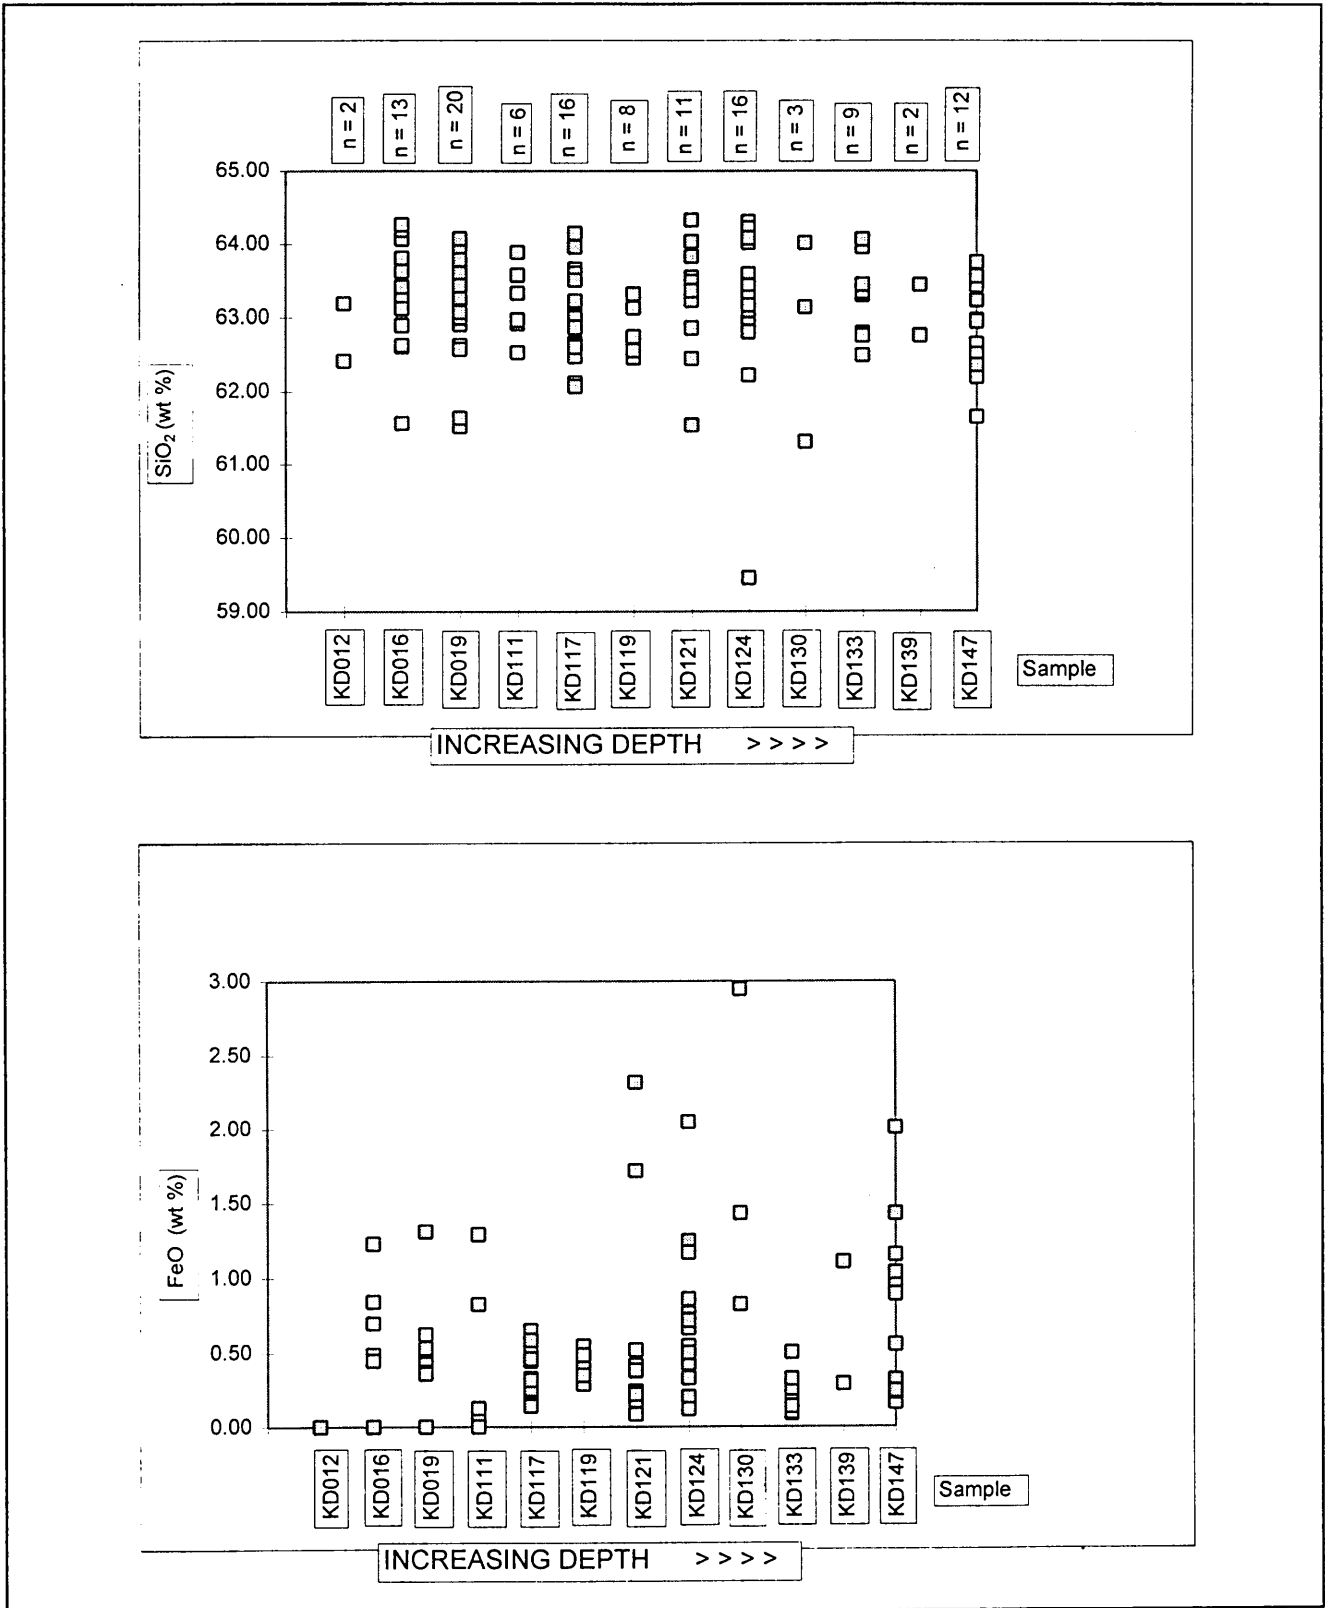 n = 2
n = 13
n = 20
n = 6
n = 16
n = 8
n = 11
n = 16
n = 3
n = 9
n = 2
n = 12
65.00
64.00
63.00
62.00
61.00
60.00
59.00
SiO₂ (wt %)
KD012
KD016
KD019
KD111
KD117
KD119
KD121
KD124
KD130
KD133
KD139
KD147
Sample
INCREASING DEPTH > > > >
3.00
2.50
2.00
1.50
1.00
0.50
0.00
FeO (wt %)
KD012
KD016
KD019
KD111
KD117
KD119
KD121
KD124
KD130
KD133
KD139
KD147
Sample
INCREASING DEPTH > > > >